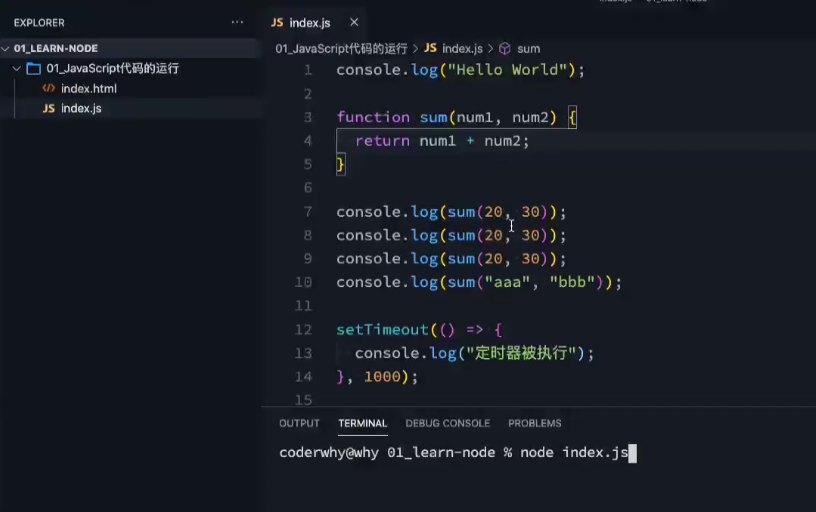 EXPLORER ···
JS index.js ×
01_LEARN-NODE
01_JavaScript代码的运行
<> index.html
JS index.js
01_JavaScript代码的运行 > JS index.js > sum
1 console.log("Hello World");
2
3 function sum(num1, num2) {
4 return num1 + num2;
5 }
6
7 console.log(sum(20, 30));
8 console.log(sum(20, 30));
9 console.log(sum(20, 30));
10 console.log(sum("aaa", "bbb"));
11
12 setTimeout(() => {
13 console.log("定时器被执行");
14 }, 1000);
15
OUTPUT TERMINAL DEBUG CONSOLE PROBLEMS
coderwhy@why 01_learn-node % node index.js